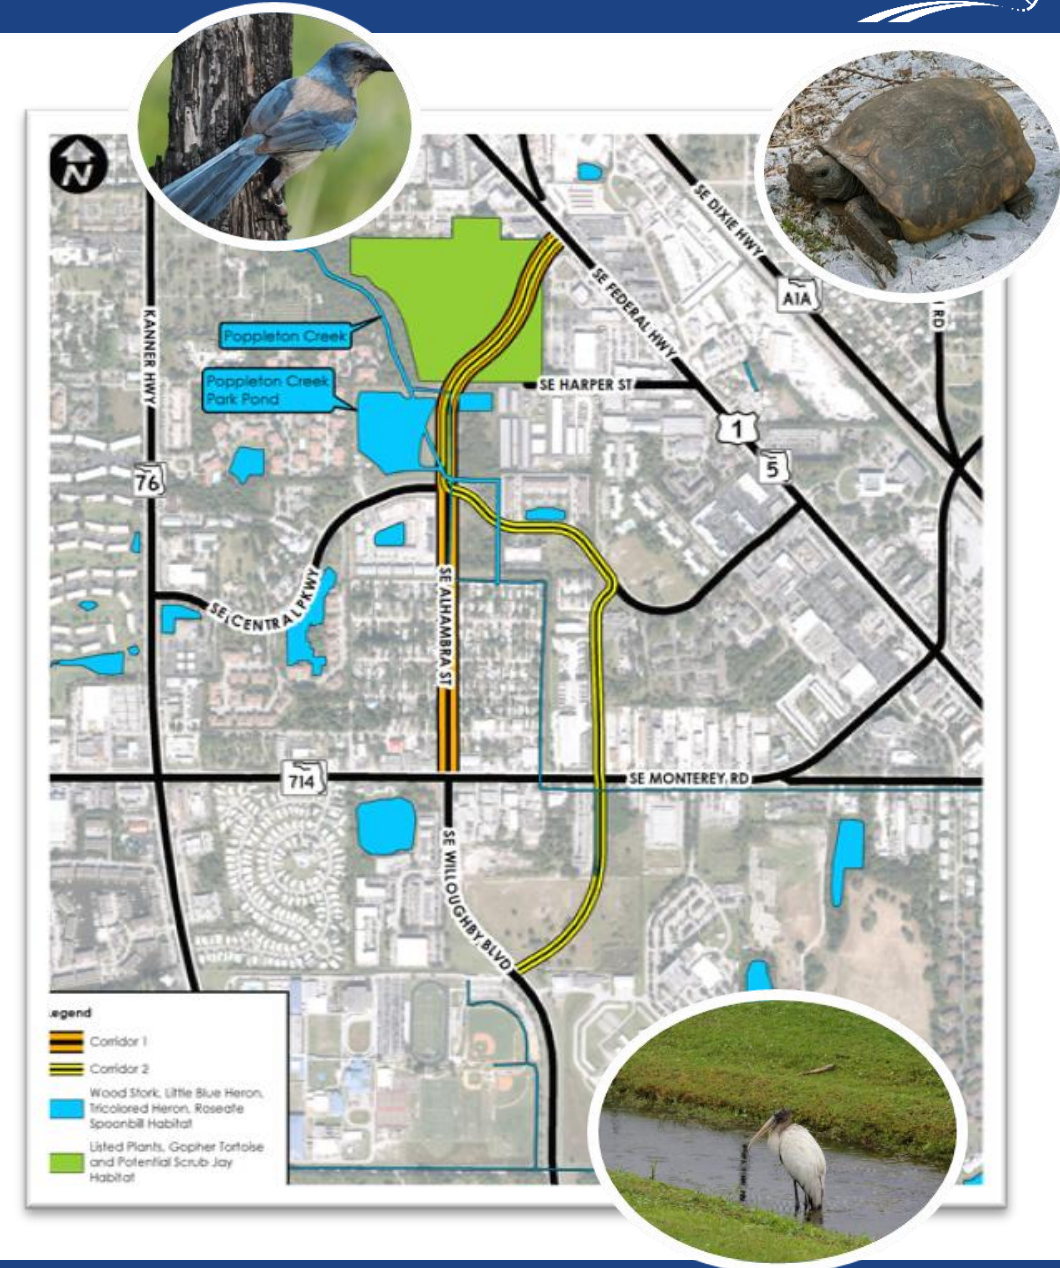 N
SE DIXIE HWY
A1A
RD
SE FEDERAL HWY
KANNER HWY
Poppleton Creek
Poppleton Creek
Park Pond
SE HARPER ST
1
5
76
SE CENTRAL PKWY
SE ALHAMBRA ST
714
SE MONTEREY RD
SE WILLOUGHBY BLVD
egend
Corridor 1
Corridor 2
Wood Stork, Little Blue Heron,
Tricolored Heron, Roseate
Spoonbill Habitat
Listed Plants, Gopher Tortoise
and Potential Scrub Jay
Habitat